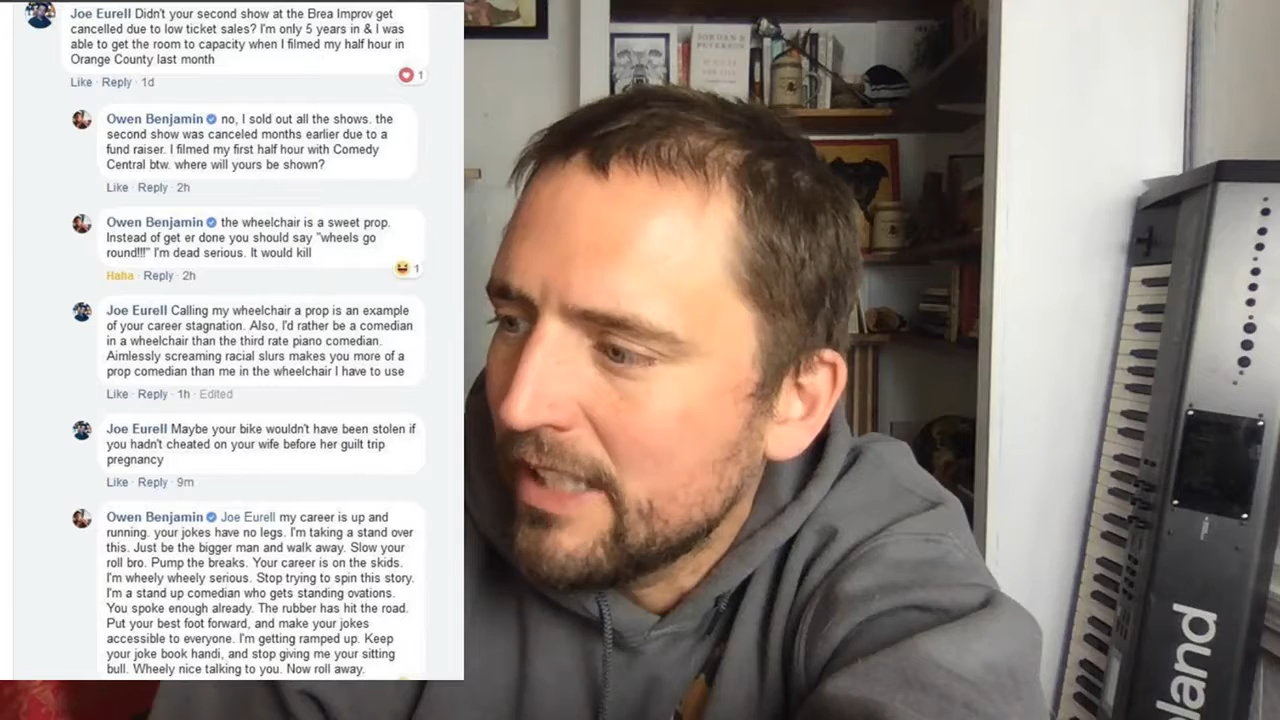 Joe Eurell Didn't your second show at the Brea Improv get
cancelled due to low ticket sales? I'm only 5 years in & I was
able to get the room to capacity when I filmed my half hour in
Orange County last month
1
Like · Reply · 1d
Owen Benjamin no, I sold out all the shows. the
second show was canceled months earlier due to a
fund raiser. I filmed my first half hour with Comedy
Central btw. where will yours be shown?
Like · Reply · 2h
Owen Benjamin the wheelchair is a sweet prop.
Instead of get er done you should say "wheels go
round!!!" I'm dead serious. It would kill
1
Haha · Reply · 2h
Joe Eurell Calling my wheelchair a prop is an example
of your career stagnation. Also, I'd rather be a comedian
in a wheelchair than the third rate piano comedian.
Aimlessly screaming racial slurs makes you more of a
prop comedian than me in the wheelchair I have to use
Like · Reply · 1h · Edited
Joe Eurell Maybe your bike wouldn't have been stolen if
you hadn't cheated on your wife before her guilt trip
pregnancy
Like · Reply · 9m
Owen Benjamin Joe Eurell my career is up and
running. your jokes have no legs. I'm taking a stand over
this. Just be the bigger man and walk away. Slow your
roll bro. Pump the breaks. Your career is on the skids.
I'm wheely wheely serious. Stop trying to spin this story.
I'm a stand up comedian who gets standing ovations.
You spoke enough already. The rubber has hit the road.
Put your best foot forward, and make your jokes
accessible to everyone. I'm getting ramped up. Keep
your joke book handi, and stop giving me your sitting
bull. Wheely nice talking to you. Now roll away.
JORDAN B
PETERSON
land